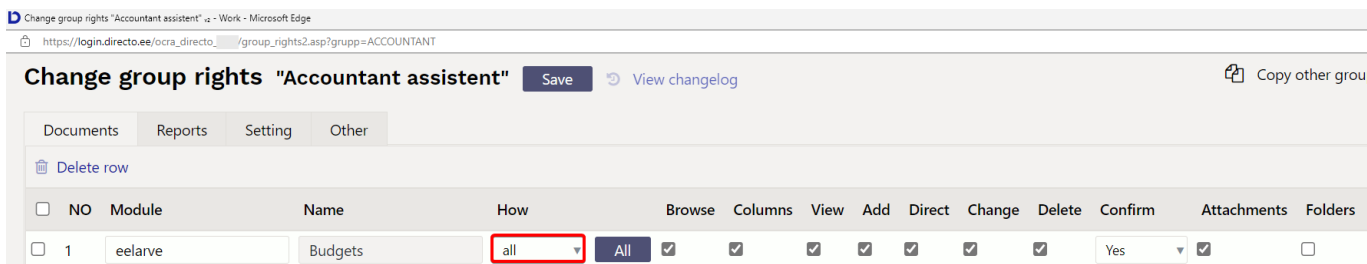 Change group rights "Accountant assistent" v2 - Work - Microsoft Edge
https://login.directo.ee/ocra_directo_ /group_rights2.asp?grupp=ACCOUNTANT
Change group rights "Accountant assistent" Save View changelog Copy other grou
Documents Reports Setting Other
Delete row
NO Module Name How Browse Columns View Add Direct Change Delete Confirm Attachments Folders
1 eelarve Budgets all All Yes